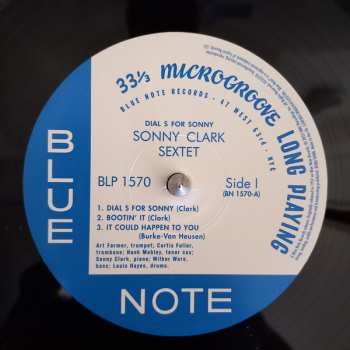 33⅓ MICROGROOVE LONG PLAYING
BLUE NOTE RECORDS · 47 WEST 63rd · NYC
DIAL S FOR SONNY
SONNY CLARK
SEXTET
BLP 1570
Side 1
(BN 1570-A)
1. DIAL S FOR SONNY (Clark)
2. BOOTIN' IT (Clark)
3. IT COULD HAPPEN TO YOU
(Burke-Van Heusen)
Art Farmer, trumpet; Curtis Fuller,
trombone; Hank Mobley, tenor sax;
Sonny Clark, piano; Wilbur Ware,
bass; Louis Hayes, drums.
BLUE
NOTE